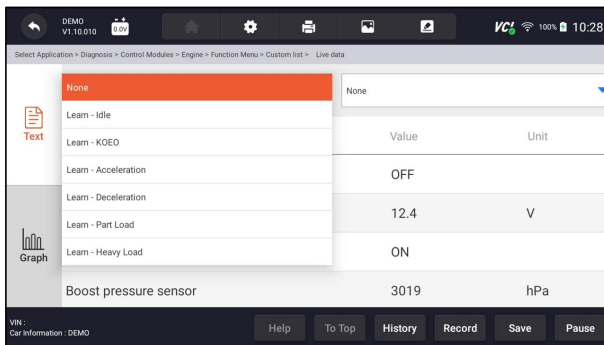 DEMO
V1.10.010
0.0V
VCI
100%
10:28
Select Application > Diagnosis > Control Modules > Engine > Function Menu > Custom list > Live data
None
None
Learn - Idle
Learn - KOEO
Learn - Acceleration
Learn - Deceleration
Learn - Part Load
Learn - Heavy Load
Text
Graph
Value Unit
OFF
12.4 V
ON
Boost pressure sensor 3019 hPa
VIN :
Car Information : DEMO
Help To Top History Record Save Pause